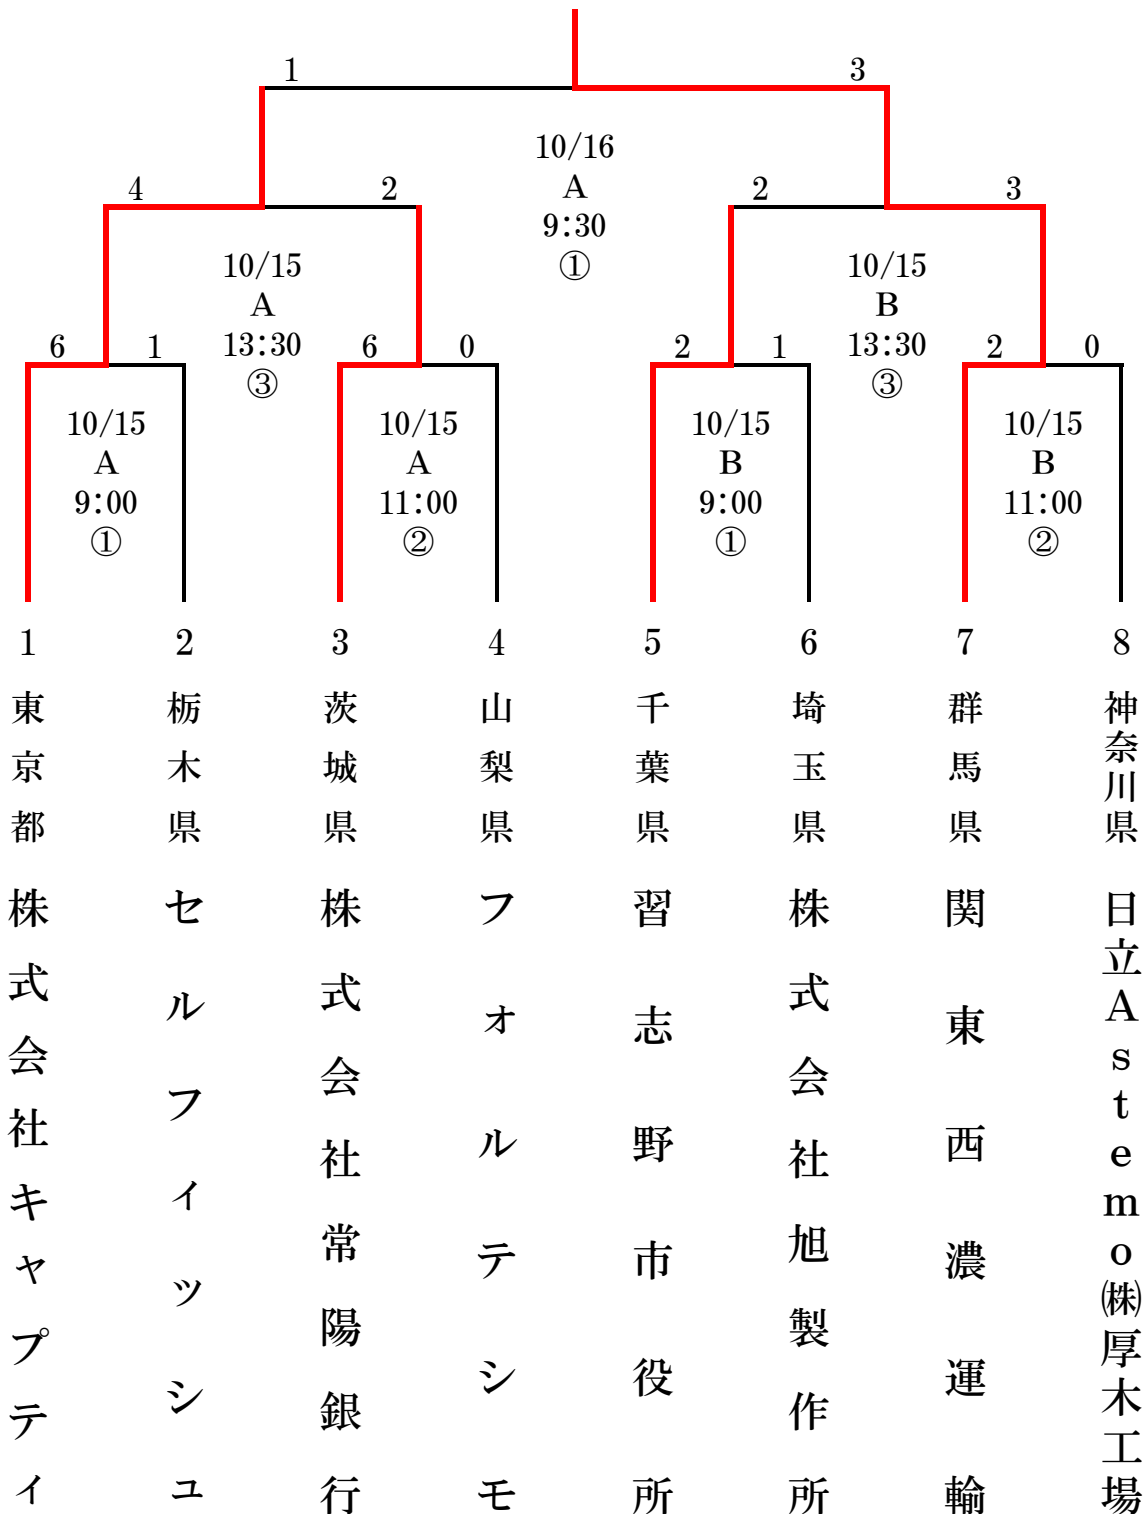 1 3
10/16
A
9:30
①
4 2 2 3
10/15
A
13:30
③
10/15
B
13:30
③
6 1 6 0 2 1 2 0
10/15
A
9:00
①
10/15
A
11:00
②
10/15
B
9:00
①
10/15
B
11:00
②
1
東京都
株式会社キャプティ
2
栃木県
セルフィッシュ
3
茨城県
株式会社常陽銀行
4
山梨県
フォルテシモ
5
千葉県
習志野市役所
6
埼玉県
株式会社旭製作所
7
群馬県
関東西濃運輸
8
神奈川県
日立Astemo㈱厚木工場